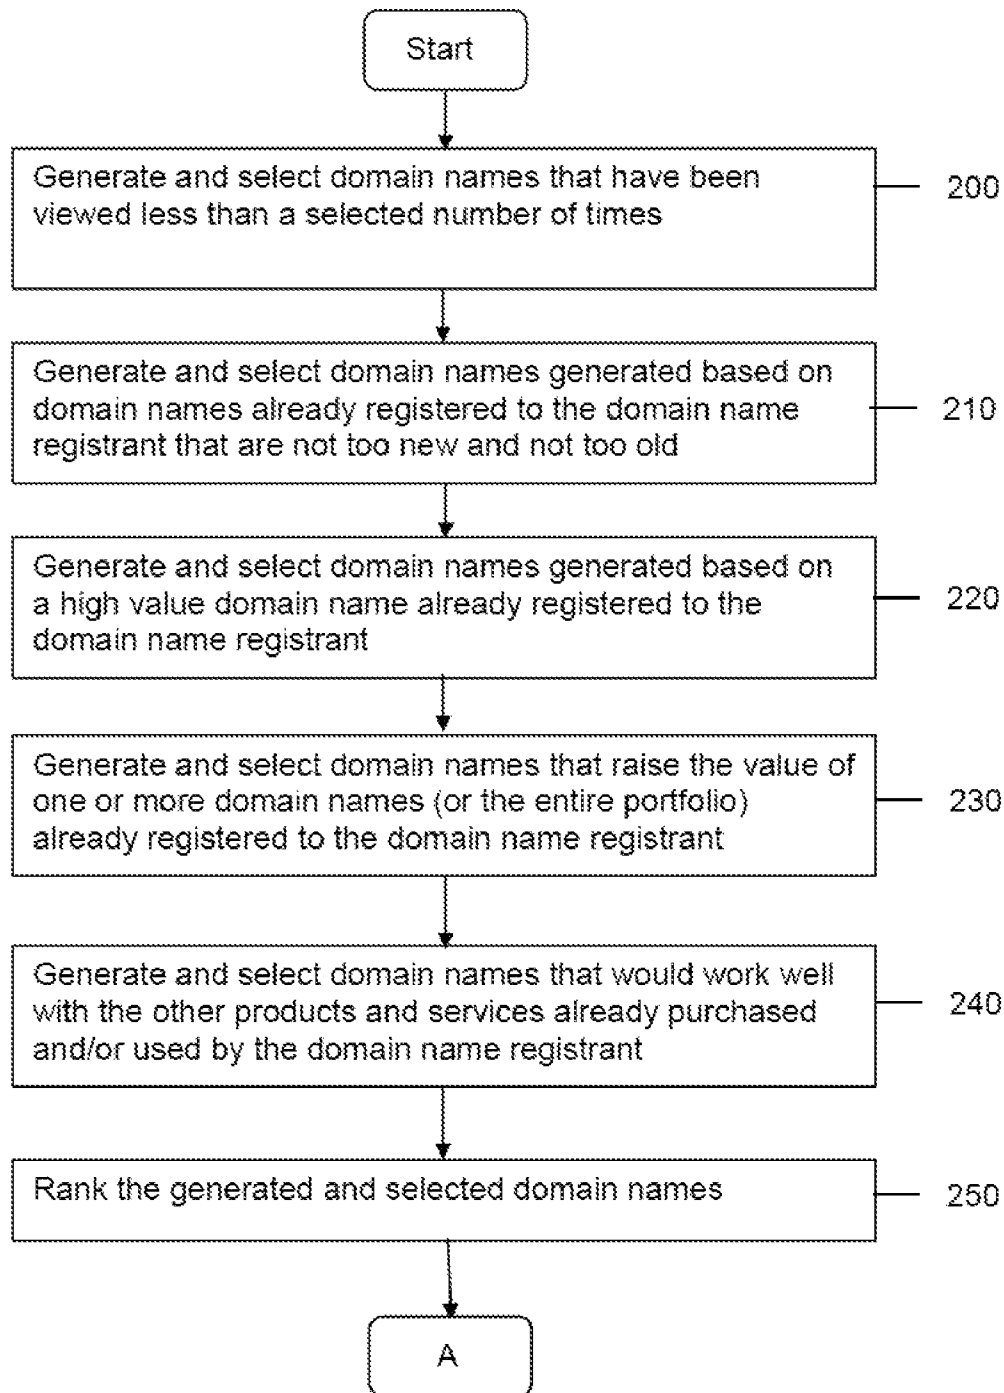 Start
Generate and select domain names that have been
viewed less than a selected number of times
200
Generate and select domain names generated based on
domain names already registered to the domain name
registrant that are not too new and not too old
210
Generate and select domain names generated based on
a high value domain name already registered to the
domain name registrant
220
Generate and select domain names that raise the value of
one or more domain names (or the entire portfolio)
already registered to the domain name registrant
230
Generate and select domain names that would work well
with the other products and services already purchased
and/or used by the domain name registrant
240
Rank the generated and selected domain names
250
A